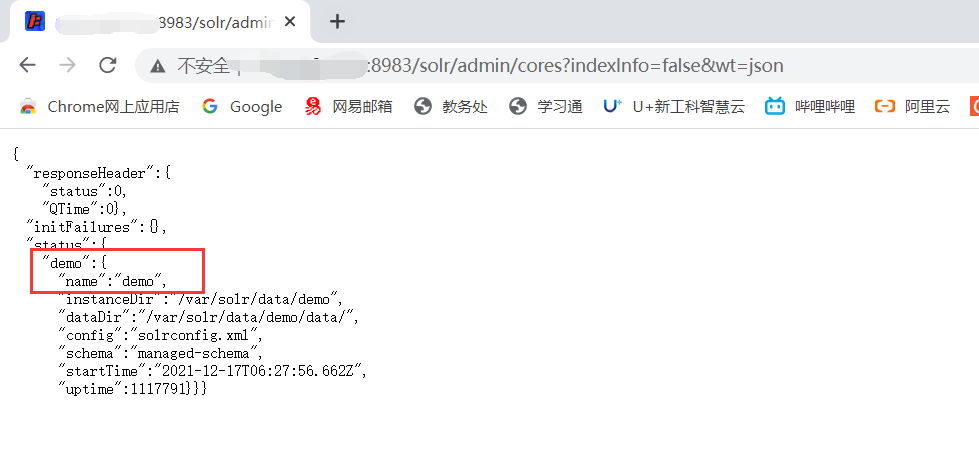 8983/solr/admin
不安全
:8983/solr/admin/cores?indexInfo=false&wt=json
Chrome网上应用店 Google 网易邮箱 教务处 学习通 U+新工科智慧云 哔哩哔哩 阿里云
{
"responseHeader":{
"status":0,
"QTime":0},
"initFailures":{},
"status":{
"demo":{
"name":"demo",
"instanceDir":"/var/solr/data/demo",
"dataDir":"/var/solr/data/demo/data/",
"config":"solrconfig.xml",
"schema":"managed-schema",
"startTime":"2021-12-17T06:27:56.662Z",
"uptime":1117791}}}